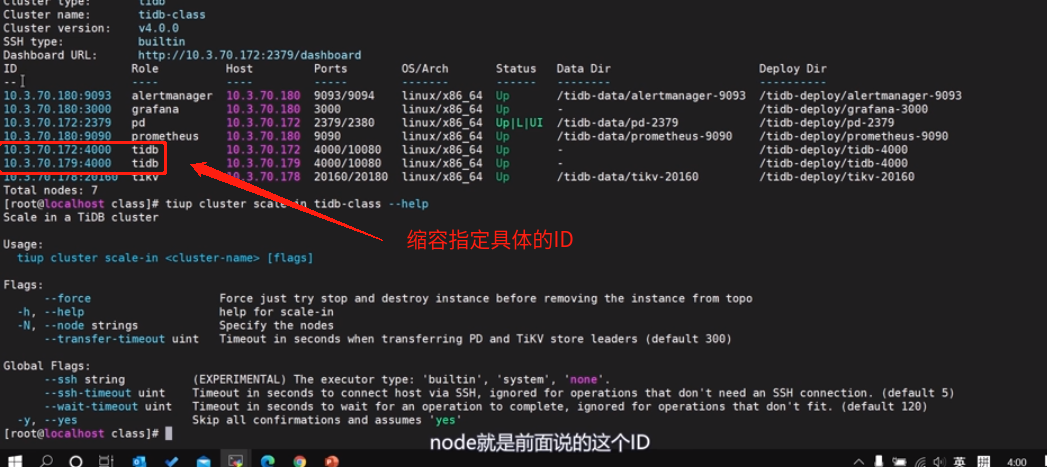 Cluster type: tidb
Cluster name: tidb-class
Cluster version: v4.0.0
SSH type: builtin
Dashboard URL: http://10.3.70.172:2379/dashboard
ID Role Host Ports OS/Arch Status Data Dir Deploy Dir
-- ---- ---- ----- ------- ------ -------- ----------
10.3.70.180:9093 alertmanager 10.3.70.180 9093/9094 linux/x86_64 Up /tidb-data/alertmanager-9093 /tidb-deploy/alertmanager-9093
10.3.70.180:3000 grafana 10.3.70.180 3000 linux/x86_64 Up - /tidb-deploy/grafana-3000
10.3.70.172:2379 pd 10.3.70.172 2379/2380 linux/x86_64 Up|L|UI /tidb-data/pd-2379 /tidb-deploy/pd-2379
10.3.70.180:9090 prometheus 10.3.70.180 9090 linux/x86_64 Up /tidb-data/prometheus-9090 /tidb-deploy/prometheus-9090
10.3.70.172:4000 tidb 10.3.70.172 4000/10080 linux/x86_64 Up - /tidb-deploy/tidb-4000
10.3.70.179:4000 tidb 10.3.70.179 4000/10080 linux/x86_64 Up - /tidb-deploy/tidb-4000
10.3.70.178:20160 tikv 10.3.70.178 20160/20180 linux/x86_64 Up /tidb-data/tikv-20160 /tidb-deploy/tikv-20160
Total nodes: 7
[root@localhost class]# tiup cluster scale-in tidb-class --help
Scale in a TiDB cluster
缩容指定具体的ID
Usage:
tiup cluster scale-in <cluster-name> [flags]
Flags:
--force Force just try stop and destroy instance before removing the instance from topo
-h, --help help for scale-in
-N, --node strings Specify the nodes
--transfer-timeout uint Timeout in seconds when transferring PD and TiKV store leaders (default 300)
Global Flags:
--ssh string (EXPERIMENTAL) The executor type: 'builtin', 'system', 'none'.
--ssh-timeout uint Timeout in seconds to connect host via SSH, ignored for operations that don't need an SSH connection. (default 5)
--wait-timeout uint Timeout in seconds to wait for an operation to complete, ignored for operations that don't fit. (default 120)
-y, --yes Skip all confirmations and assumes 'yes'
[root@localhost class]#
node就是前面说的这个ID
英 拼 4:00